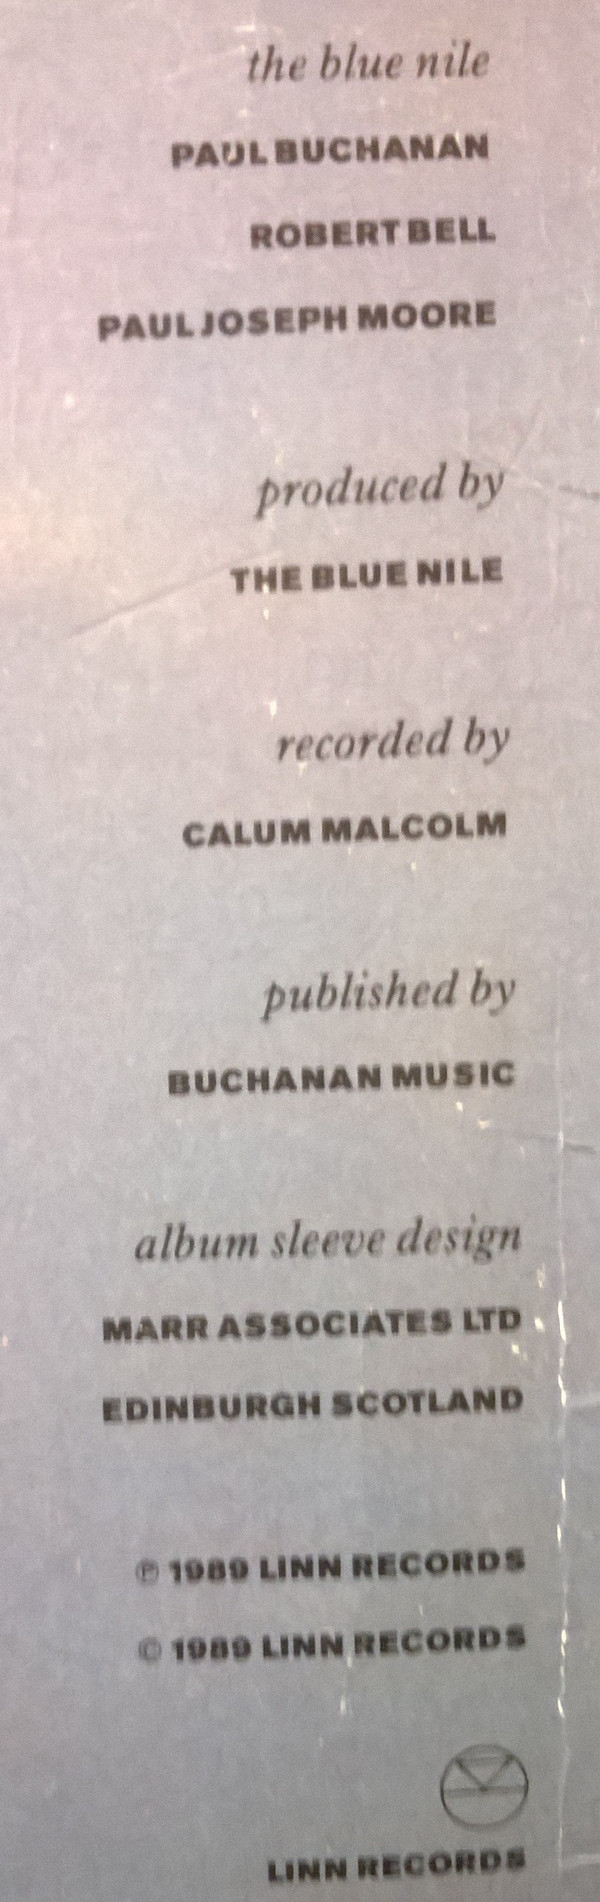 the blue nile
PAUL BUCHANAN
ROBERT BELL
PAUL JOSEPH MOORE
produced by
THE BLUE NILE
recorded by
CALUM MALCOLM
published by
BUCHANAN MUSIC
album sleeve design
MARR ASSOCIATES LTD
EDINBURGH SCOTLAND
℗ 1989 LINN RECORDS
© 1989 LINN RECORDS
LINN RECORDS